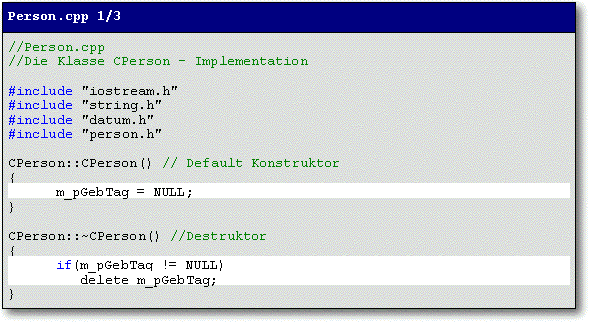 Person.cpp 1/3
//Person.cpp
//Die Klasse CPerson - Implementation
#include "iostream.h"
#include "string.h"
#include "datum.h"
#include "person.h"
CPerson::CPerson() // Default Konstruktor
{
m_pGebTag = NULL;
}
CPerson::~CPerson() //Destruktor
{
if(m_pGebTag != NULL)
delete m_pGebTag;
}